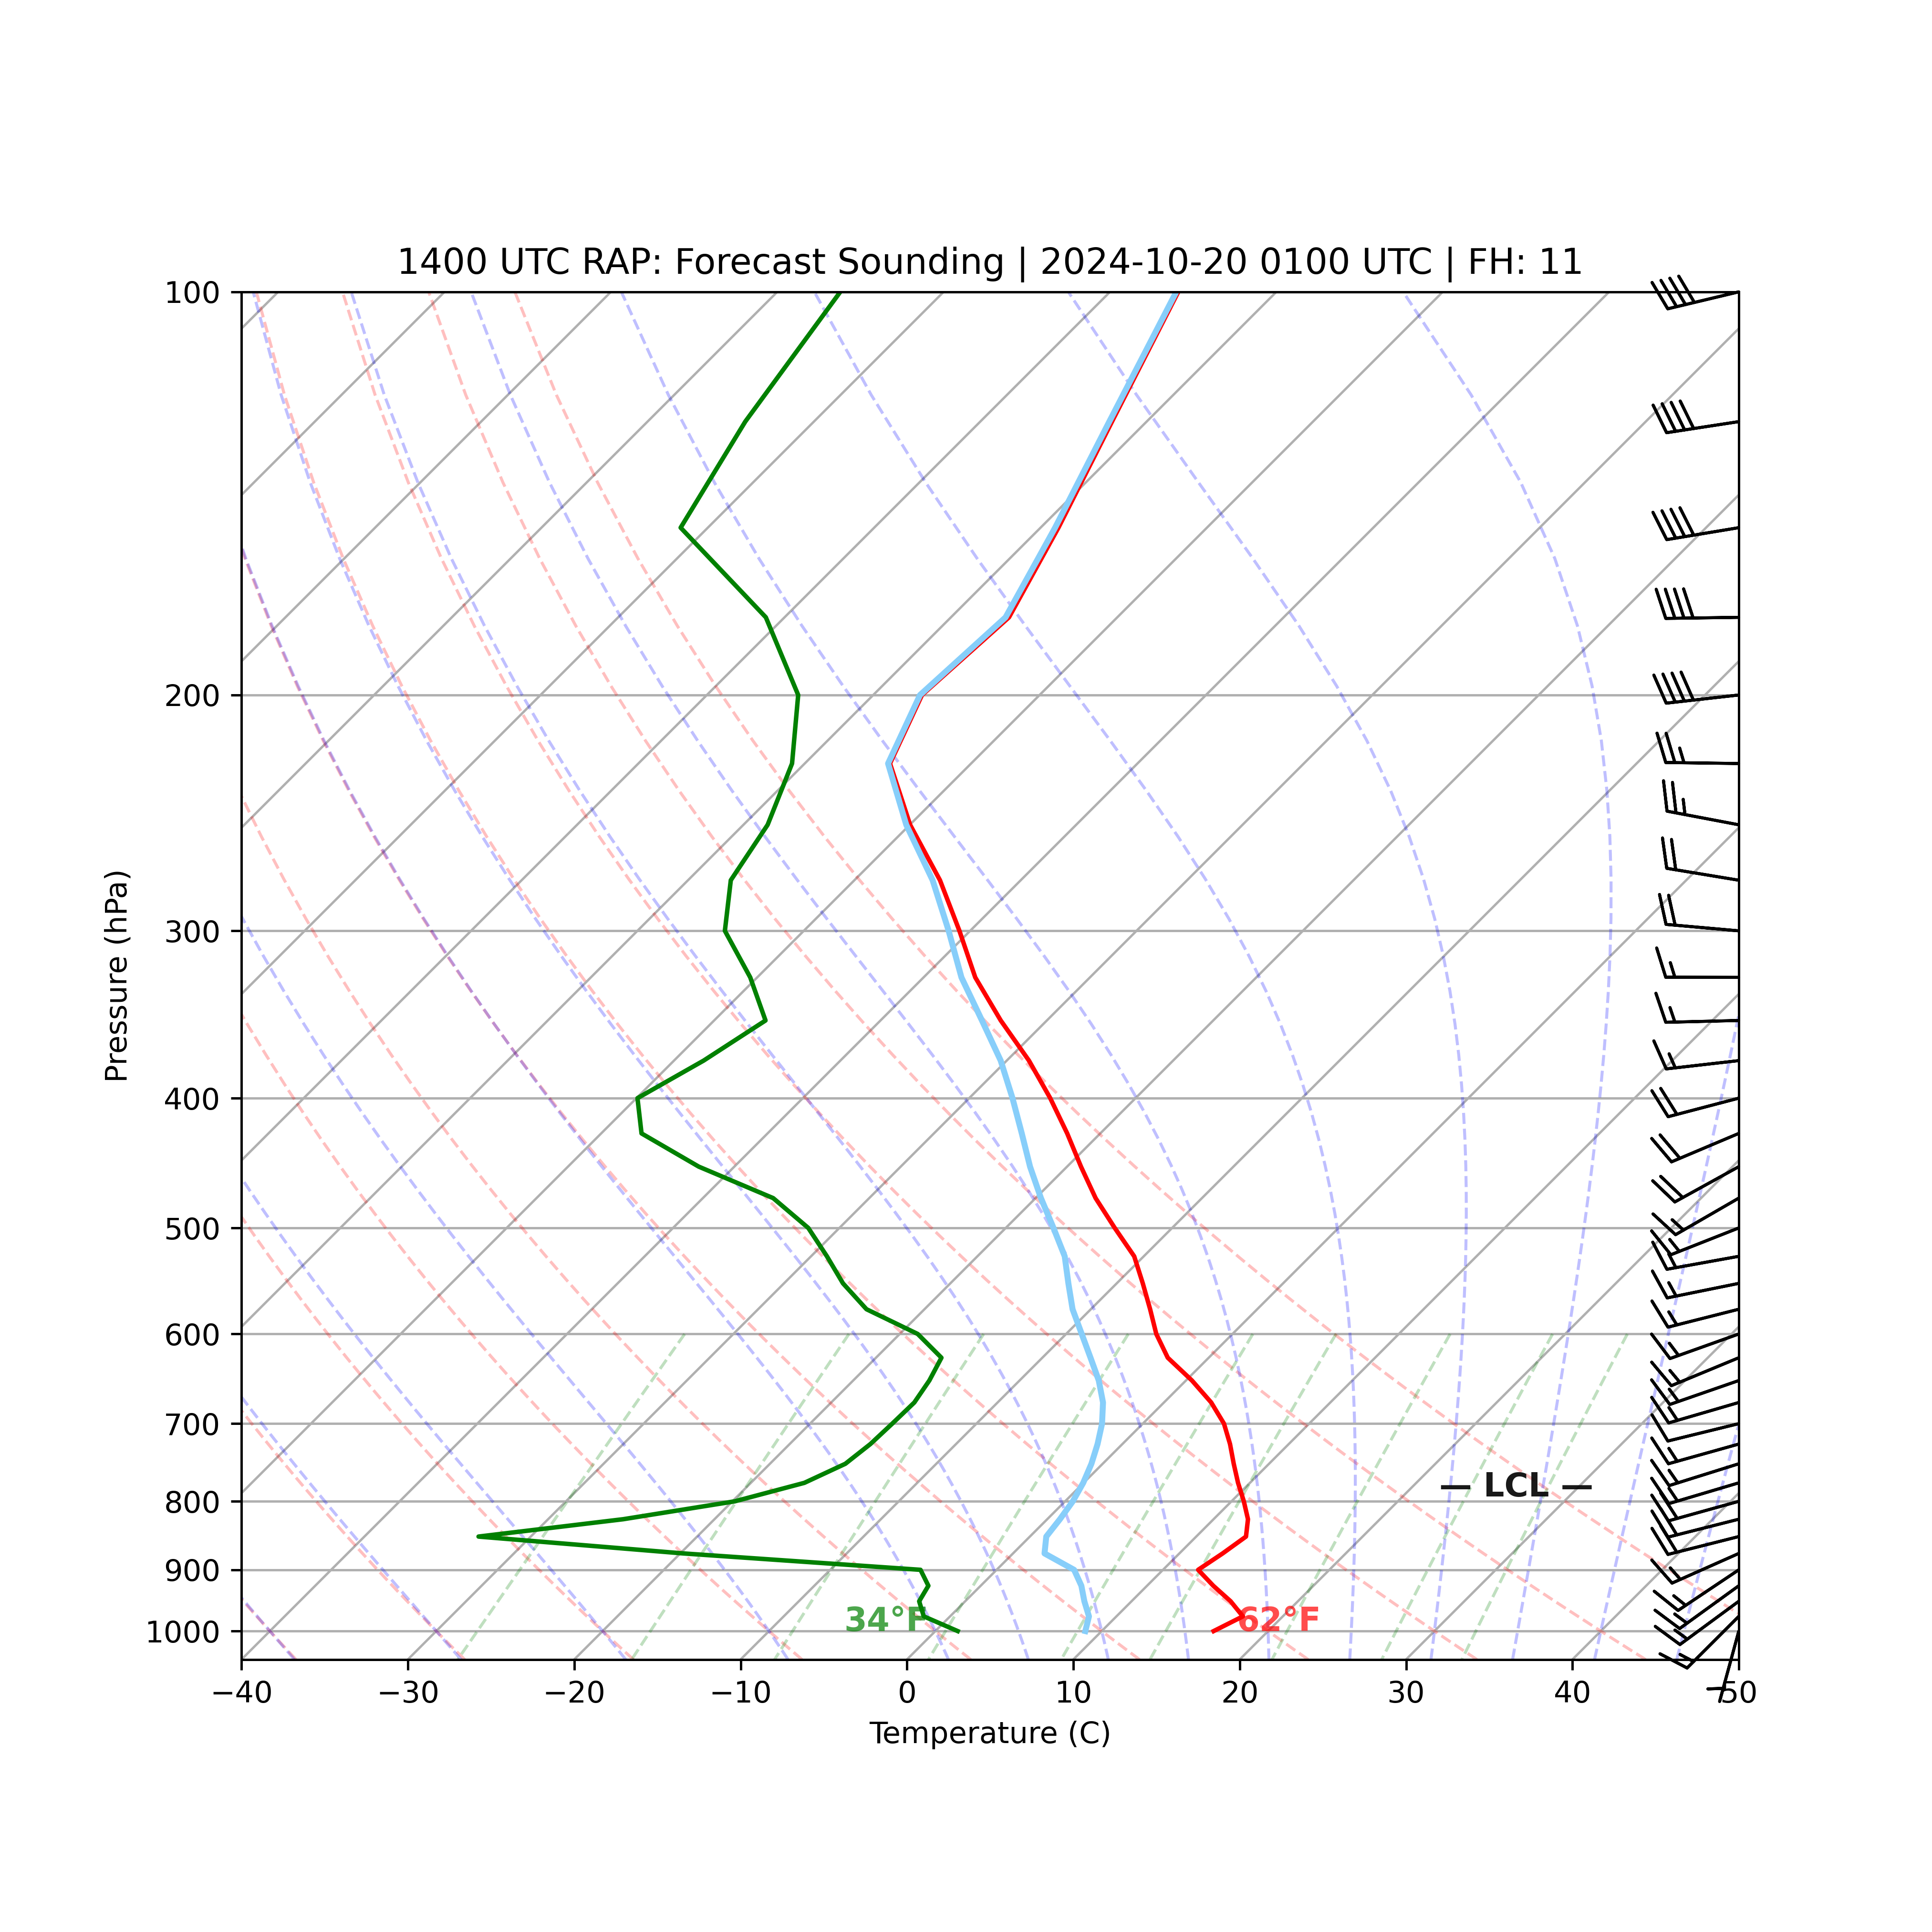 1400 UTC RAP: Forecast Sounding | 2024-10-20 0100 UTC | FH: 11
100
200
300
400
500
600
700
800
900
1000
Pressure (hPa)
— LCL —
34°F
62°F
−40 −30 −20 −10 0 10 20 30 40 50
Temperature (C)